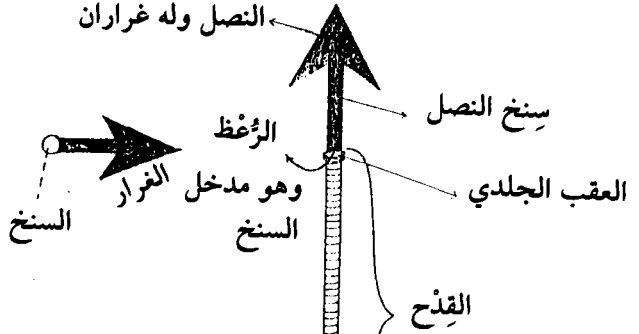 النصل وله غراران
سِنخ النصل
الرُّعْظ
وهو مدخل
السنخ
العقب الجلدي
القِدْح
الغرار
السنخ